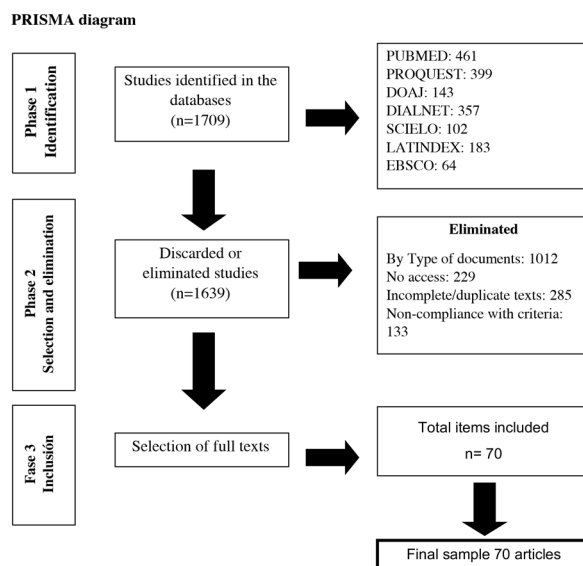 PRISMA diagram
Phase 1
Identification
Studies identified in the
databases
(n=1709)
PUBMED: 461
PROQUEST: 399
DOAJ: 143
DIALNET: 357
SCIELO: 102
LATINDEX: 183
EBSCO: 64
Phase 2
Selection and elimination
Discarded or
eliminated studies
(n=1639)
Eliminated
By Type of documents: 1012
No access: 229
Incomplete/duplicate texts: 285
Non-compliance with criteria:
133
Fase 3
Inclusión
Selection of full texts
Total items included
n= 70
Final sample 70 articles